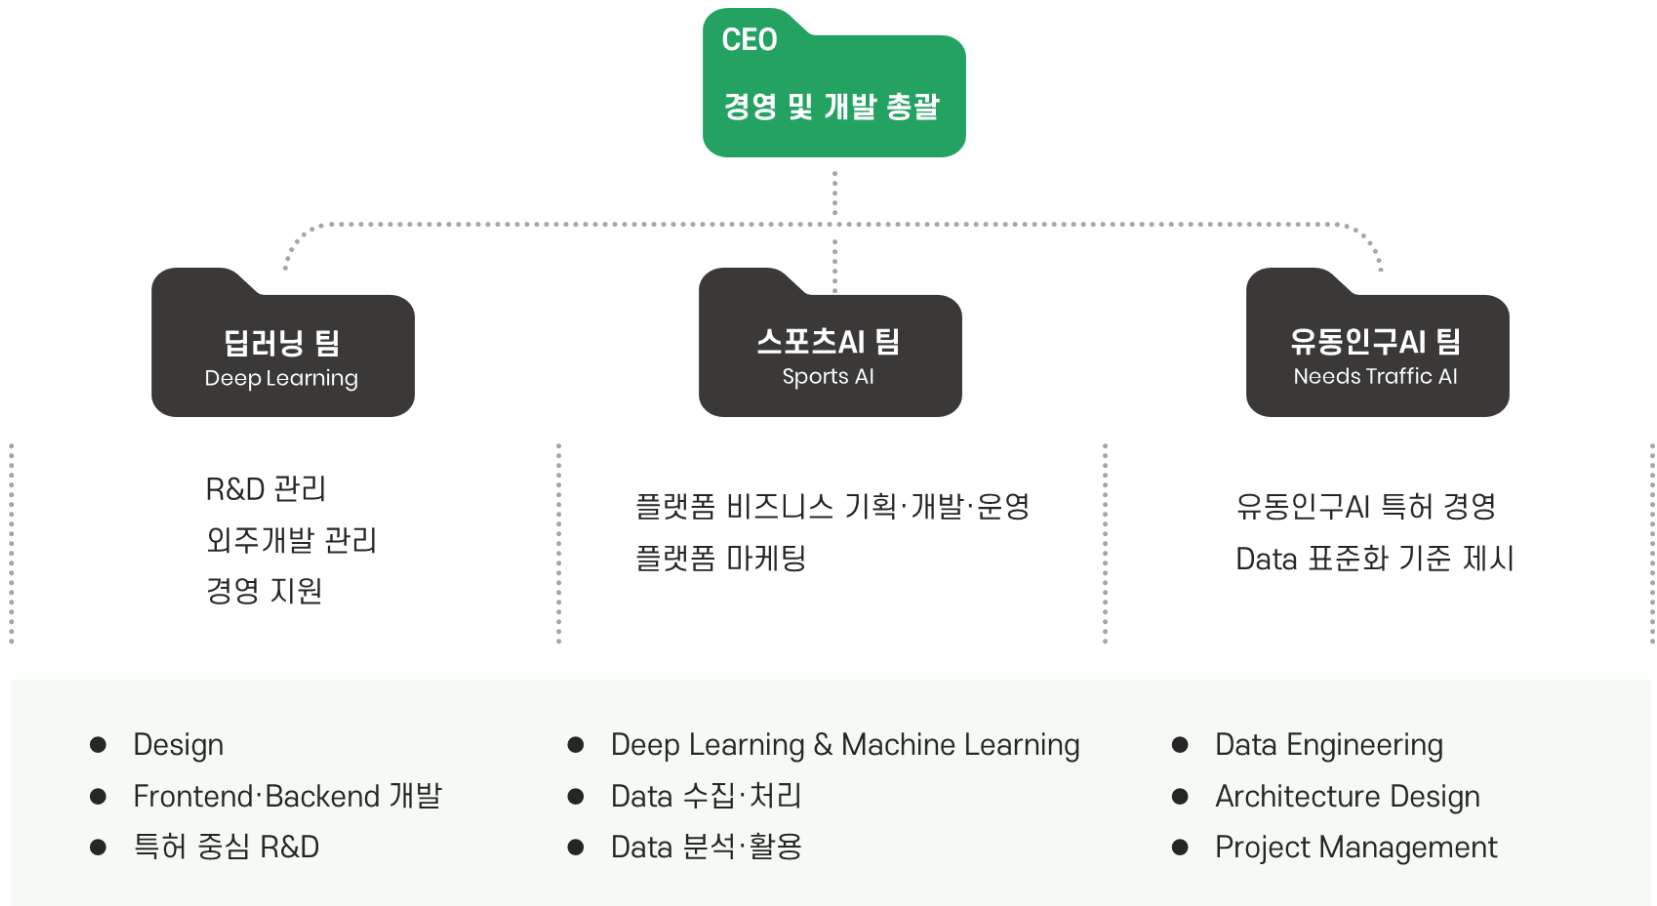 CEO
경영 및 개발 총괄
딥러닝 팀
Deep Learning
스포츠AI 팀
Sports AI
유동인구AI 팀
Needs Traffic AI
R&D 관리
외주개발 관리
경영 지원
플랫폼 비즈니스 기획·개발·운영
플랫폼 마케팅
유동인구AI 특허 경영
Data 표준화 기준 제시
● Design
● Frontend·Backend 개발
● 특허 중심 R&D
● Deep Learning & Machine Learning
● Data 수집·처리
● Data 분석·활용
● Data Engineering
● Architecture Design
● Project Management